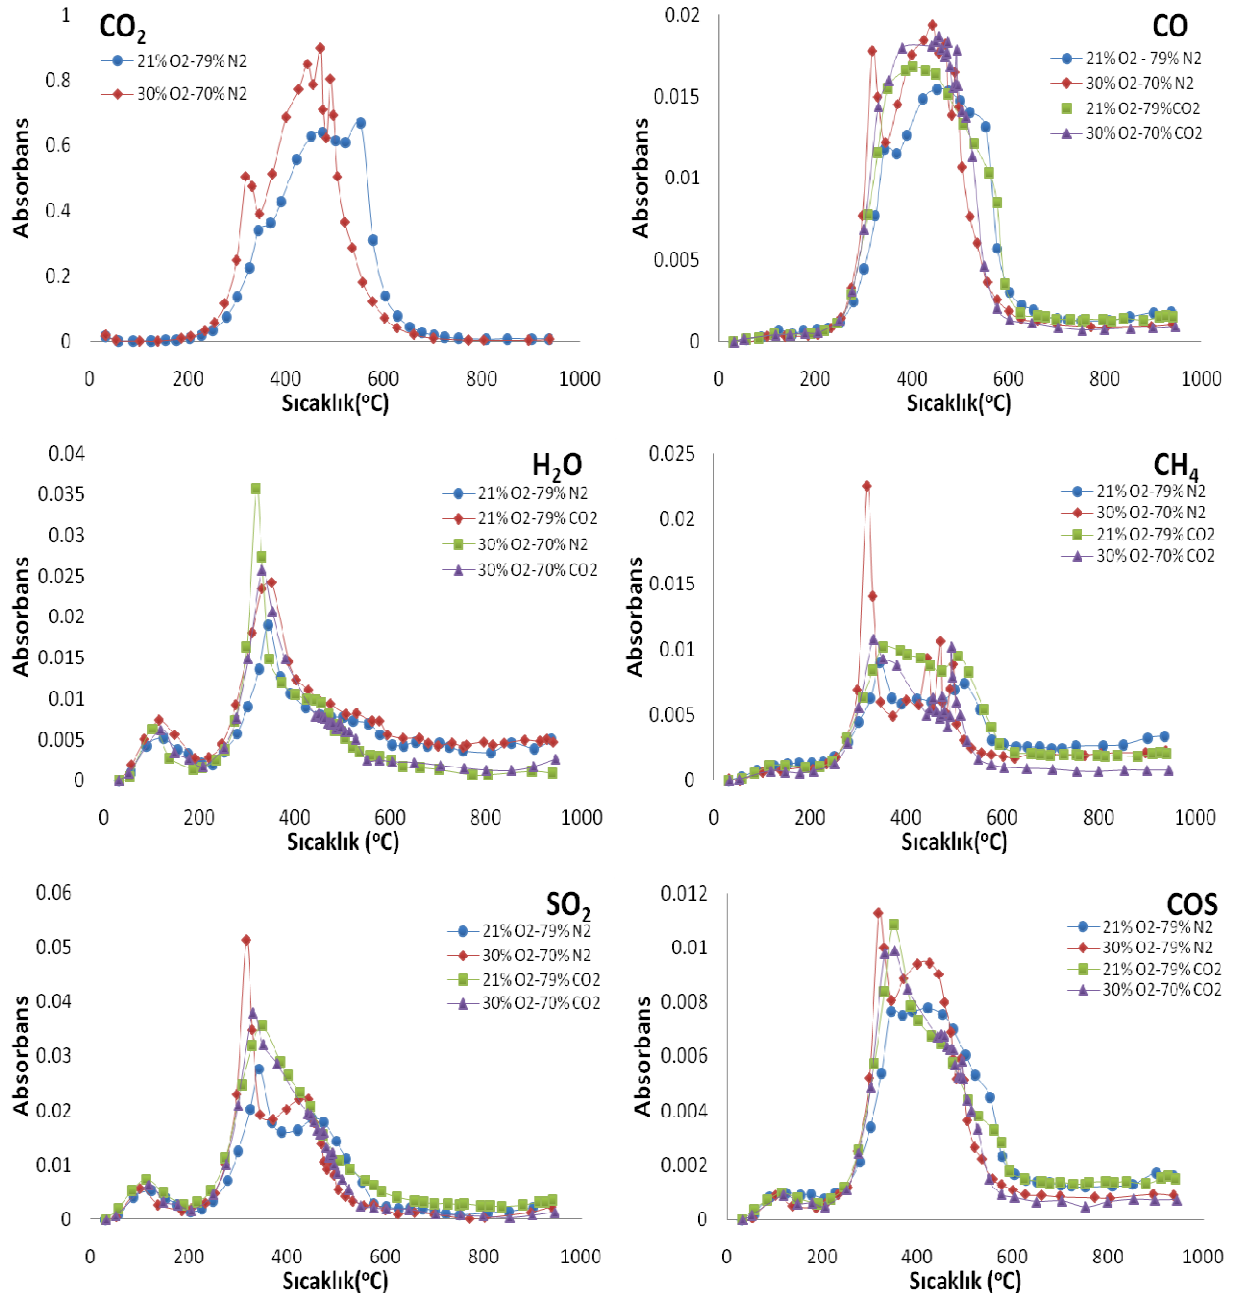 CO2
21% O2-79% N2
30% O2-70% N2
Absorbans
1
0.8
0.6
0.4
0.2
0
0 200 400 600 800 1000
Sıcaklık(oC)
CO
21% O2 - 79% N2
30% O2-70% N2
21% O2-79%CO2
30% O2-70% CO2
Absorbans
0.02
0.015
0.01
0.005
0
0 200 400 600 800 1000
Sıcaklık(oC)
H2O
21% O2-79% N2
21% O2-79% CO2
30% O2-70% N2
30% O2-70% CO2
Absorbans
0.04
0.035
0.03
0.025
0.02
0.015
0.01
0.005
0
0 200 400 600 800 1000
Sıcaklık (oC)
CH4
21% O2-79% N2
30% O2-70% N2
21% O2-79% CO2
30% O2-70% CO2
Absorbans
0.025
0.02
0.015
0.01
0.005
0
0 200 400 600 800 1000
Sıcaklık(oC)
SO2
21% O2-79% N2
30% O2-70% N2
21% O2-79% CO2
30% O2-70% CO2
Absorbans
0.06
0.05
0.04
0.03
0.02
0.01
0
0 200 400 600 800 1000
Sıcaklık(oC)
COS
21% O2-79% N2
30% O2-79% N2
21% O2-79% CO2
30% O2-70% CO2
Absorbans
0.012
0.01
0.008
0.006
0.004
0.002
0
0 200 400 600 800 1000
Sıcaklık (oC)